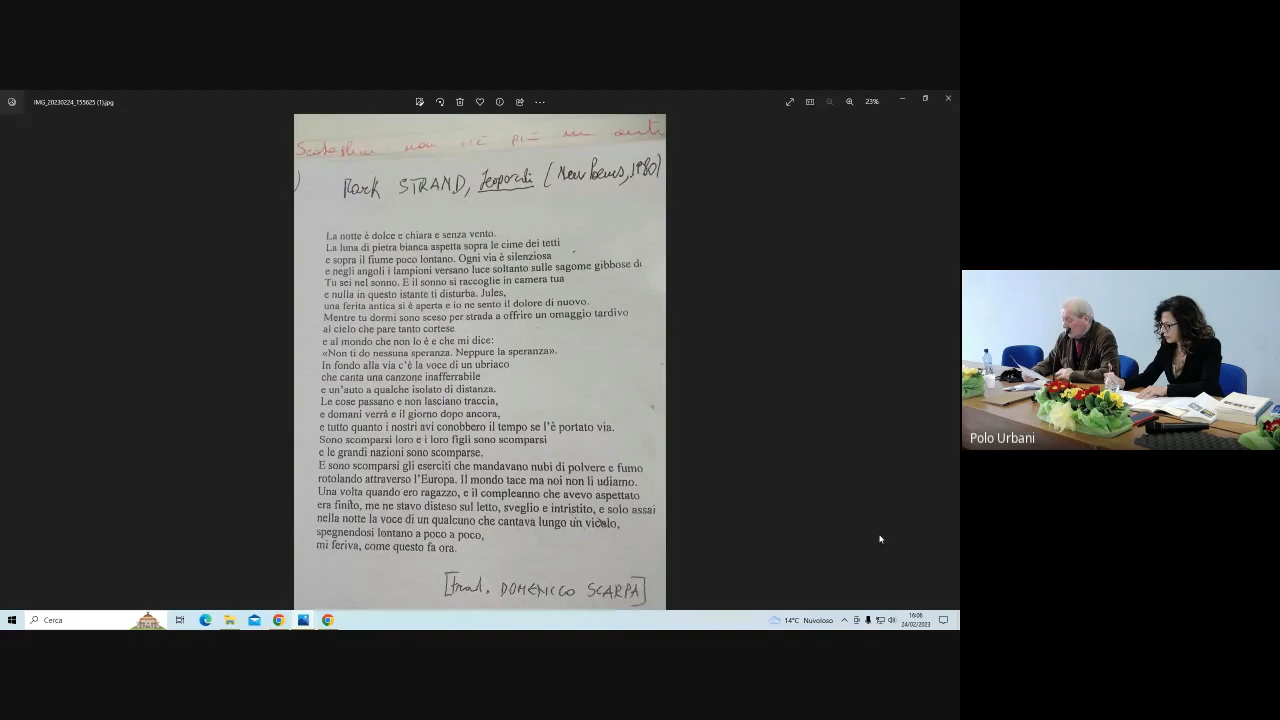 IMG_20230224_155625 (1).jpg
23%
non c'è più un
Mark STRAND, Leopardi (New Poems, 1980)
La notte è dolce e chiara e senza vento.
La luna di pietra bianca aspetta sopra le cime dei tetti
e sopra il fiume poco lontano. Ogni via è silenziosa
e negli angoli i lampioni versano luce soltanto sulle sagome gibbose
Tu sei nel sonno. E il sonno si raccoglie in camera tua
e nulla in questo istante ti disturba. Jules,
una ferita antica si è aperta e io ne sento il dolore di nuovo.
Mentre tu dormi sono sceso per strada a offrire un omaggio tardivo
al cielo che pare tanto cortese
e al mondo che non lo è e che mi dice:
«Non ti do nessuna speranza. Neppure la speranza».
In fondo alla via c'è la voce di un ubriaco
che canta una canzone inafferrabile
e un'auto a qualche isolato di distanza.
Le cose passano e non lasciano traccia,
e domani verrà e il giorno dopo ancora,
e tutto quanto i nostri avi conobbero il tempo se l'è portato via.
Sono scomparsi loro e i loro figli sono scomparsi
e le grandi nazioni sono scomparse.
E sono scomparsi gli eserciti che mandavano nubi di polvere e fumo
rotolando attraverso l'Europa. Il mondo tace ma noi non li udiamo.
Una volta quando ero ragazzo, e il compleanno che avevo aspettato
era finito, me ne stavo disteso sul letto, sveglio e intristito, e solo assai
nella notte la voce di un qualcuno che cantava lungo un vicolo,
spegnendosi lontano a poco a poco,
mi feriva, come questo fa ora.
[trad. DOMENICO SCARPA]
Polo Urbani
Cerca
14°C Nuvoloso
16:06
24/02/2023